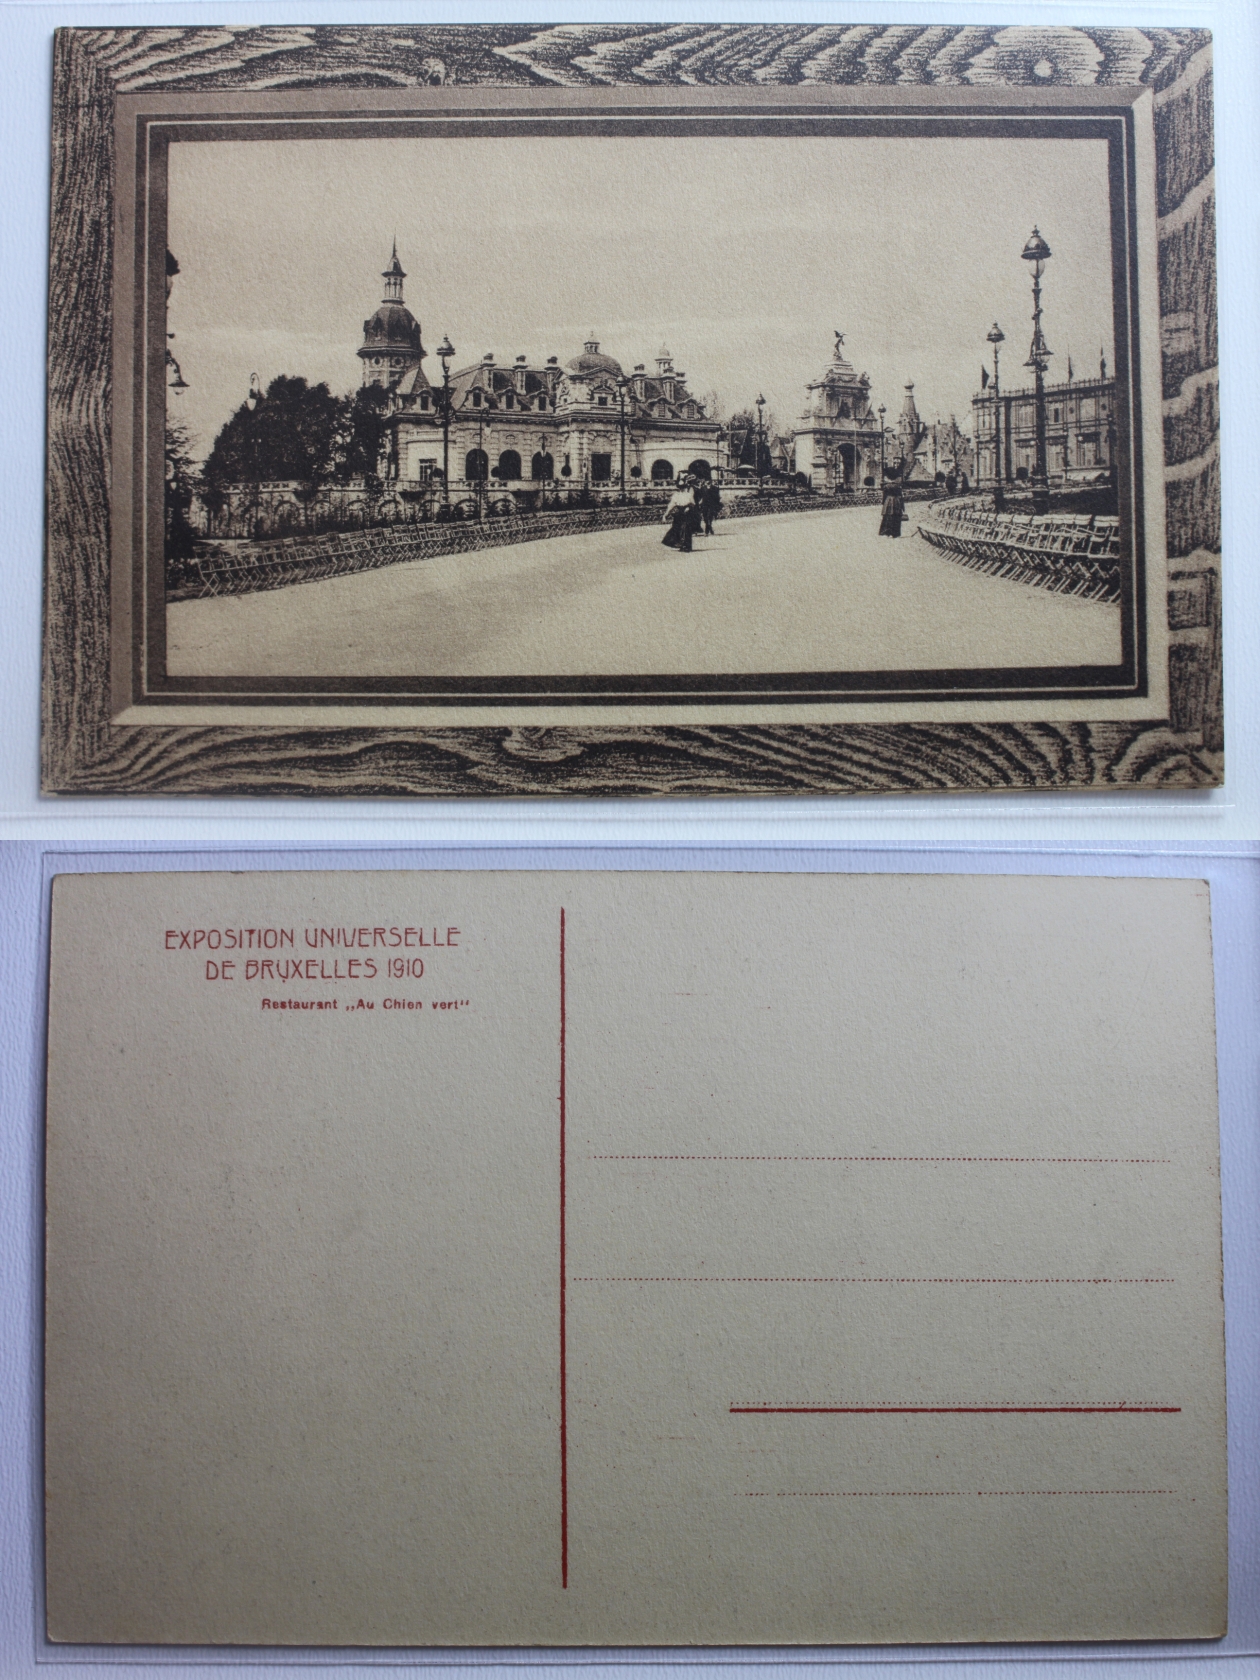 EXPOSITION UNIVERSELLE
DE BRUXELLES 1910
Restaurant „Au Chien vert“